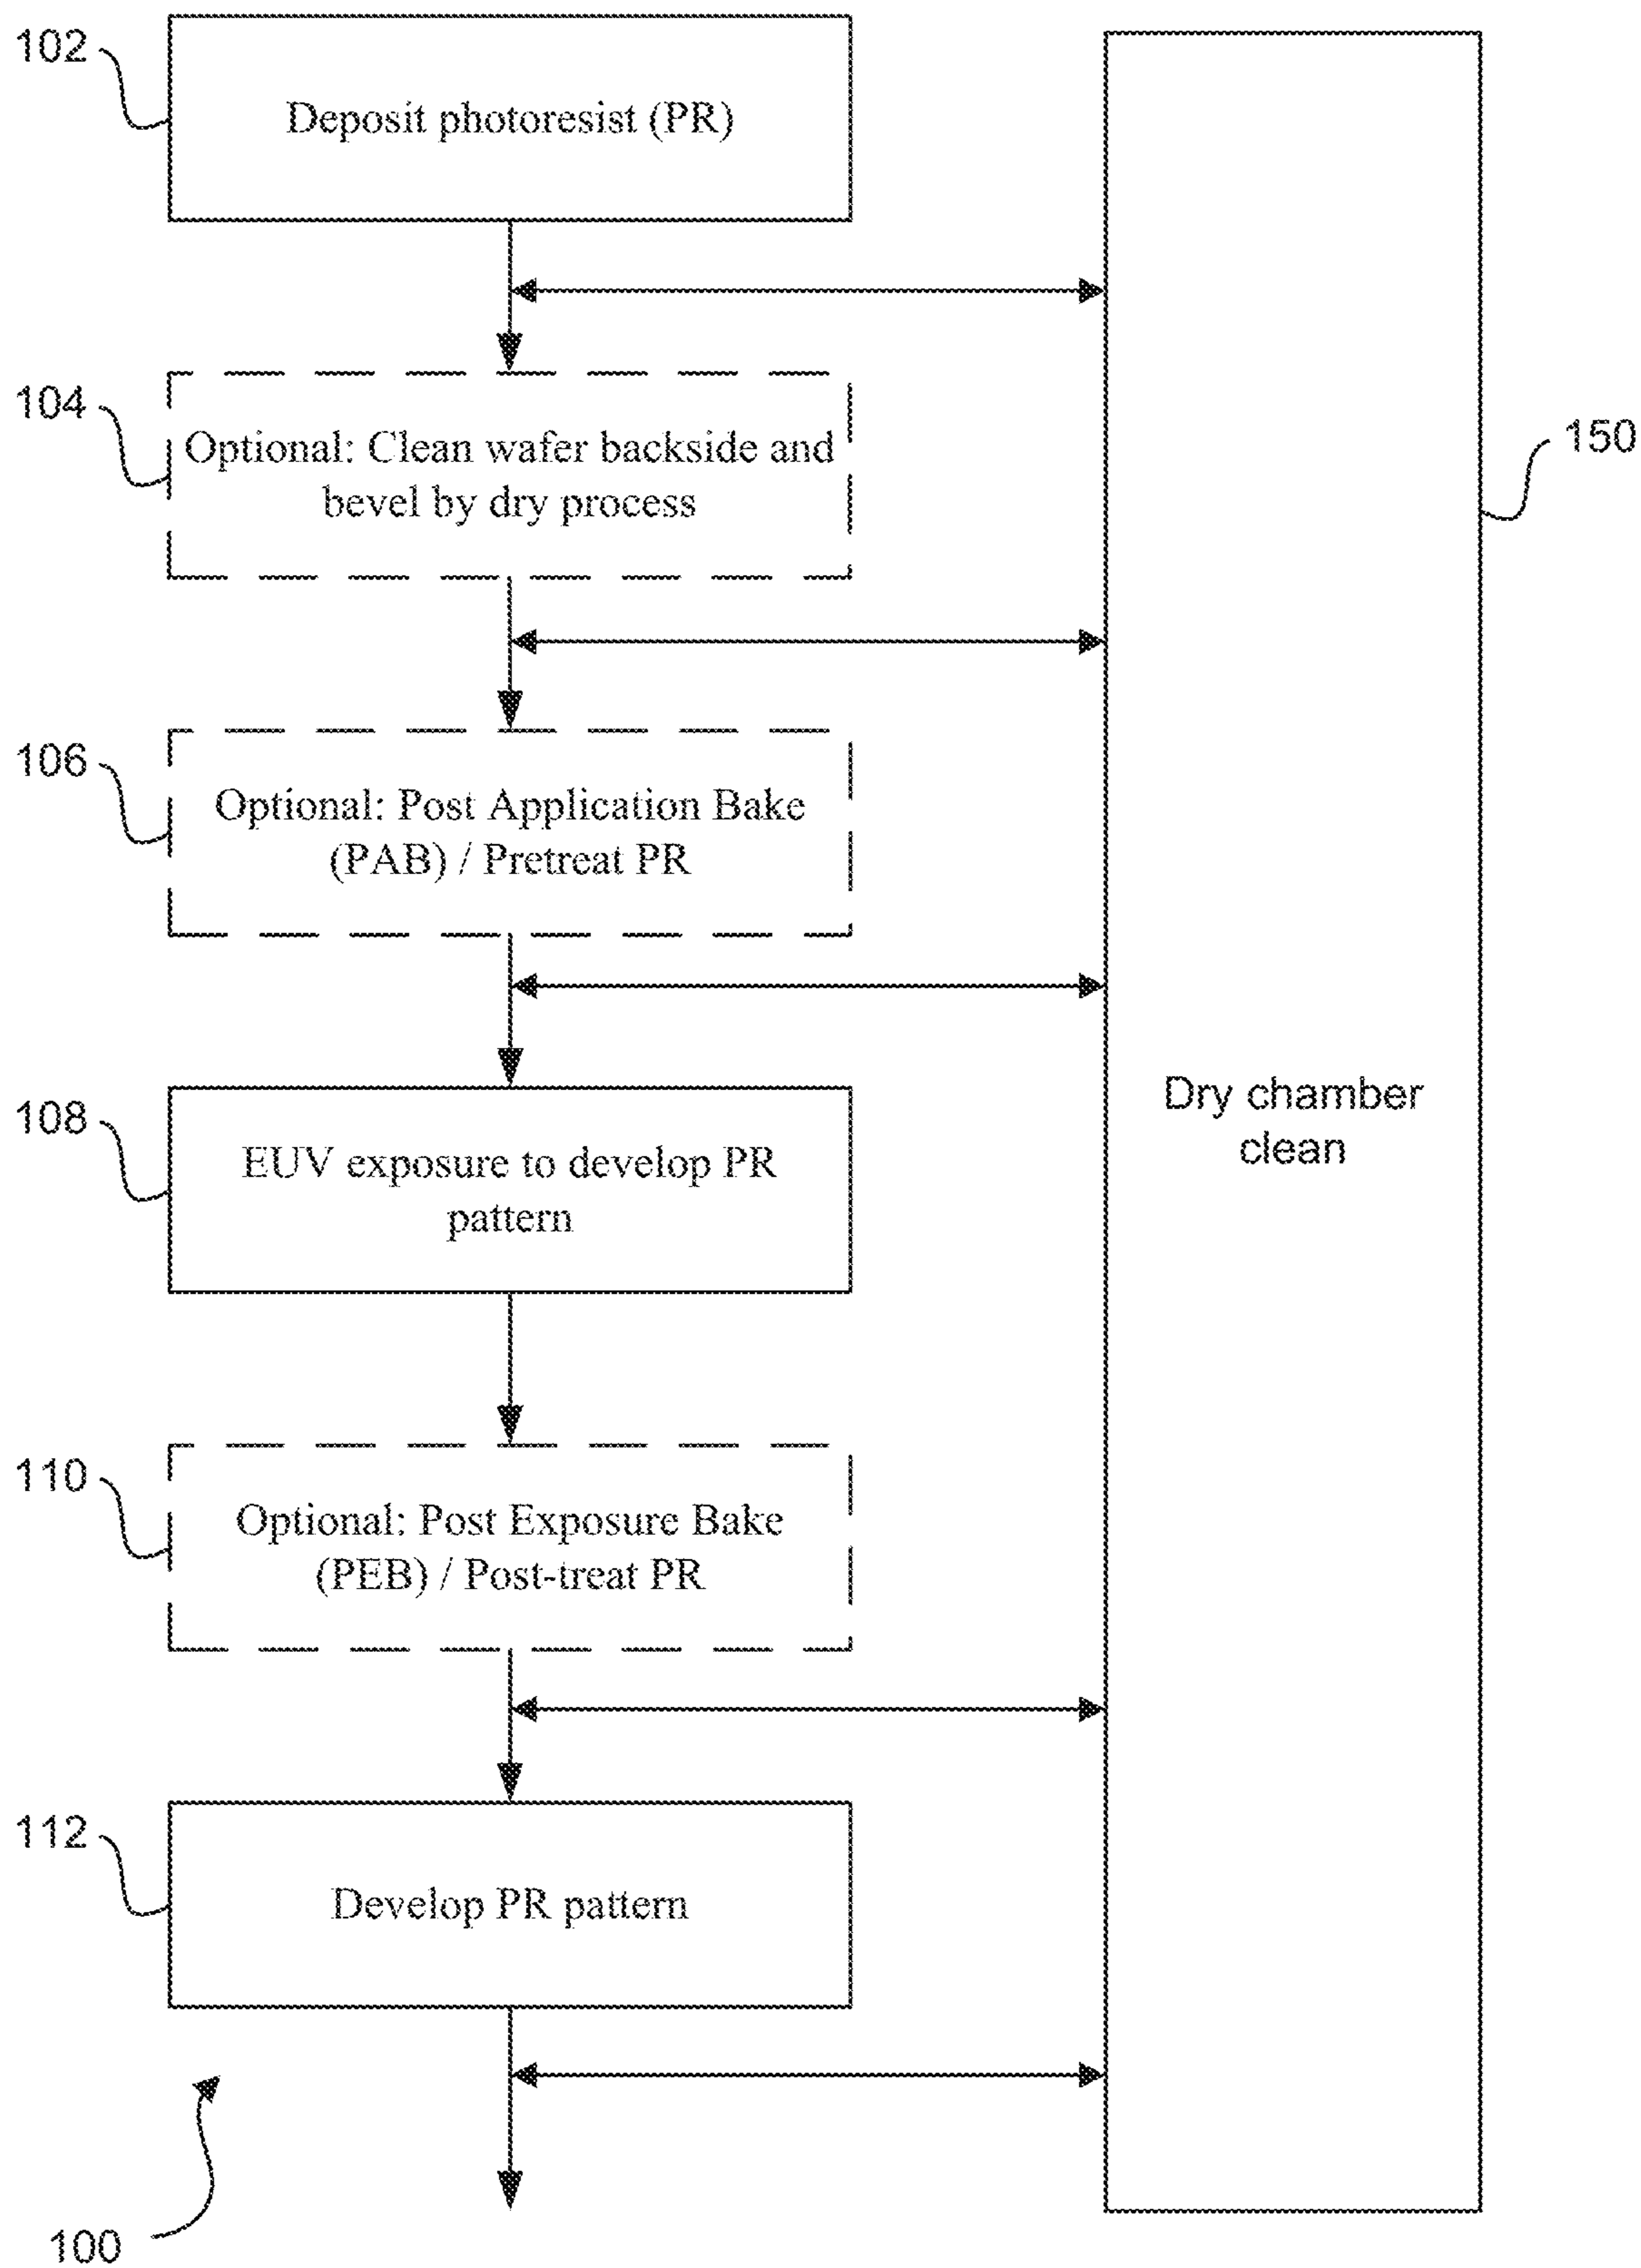 102
Deposit photoresist (PR)
104
Optional: Clean wafer backside and
bevel by dry process
150
106
Optional: Post Application Bake
(PAB) / Pretreat PR
108
EUV exposure to develop PR
pattern
Dry chamber
clean
110
Optional: Post Exposure Bake
(PEB) / Post-treat PR
112
Develop PR pattern
100